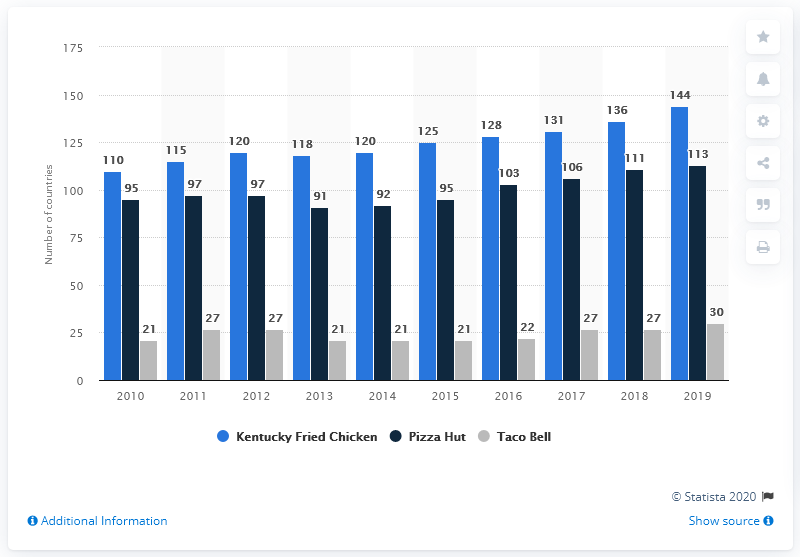 175
150
125
100
75
50
25
0
Number of countries
110 95 21
115 97 27
120 97 27
118 91 21
120 92 21
125 95 21
128 103 22
131 106 27
136 111 27
144 113 30
2010 2011 2012 2013 2014 2015 2016 2017 2018 2019
Kentucky Fried Chicken Pizza Hut Taco Bell
© Statista 2020
Additional Information Show source